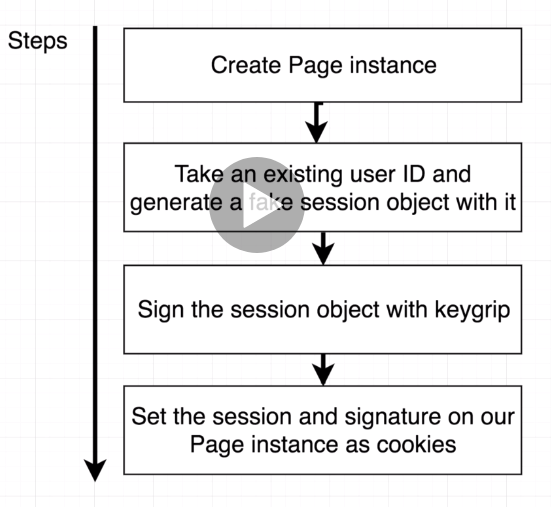 Steps
Create Page instance
Take an existing user ID and
generate a fake session object with it
Sign the session object with keygrip
Set the session and signature on our
Page instance as cookies